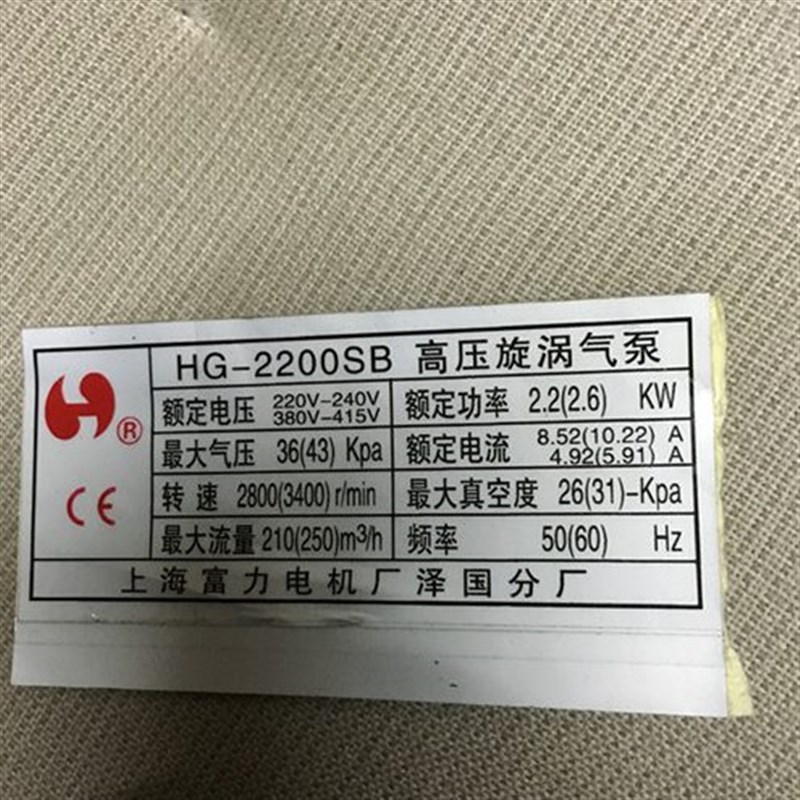 HG-2200SB 高压旋涡气泵
额定电压 220V-240V 380V-415V 额定功率 2.2(2.6) KW
最大气压 36(43) Kpa 额定电流 8.52(10.22) A 4.92(5.91) A
转速 2800(3400) r/min 最大真空度 26(31)-Kpa
最大流量 210(250)m³/h 频率 50(60) Hz
® CE
上海富力电机厂泽国分厂